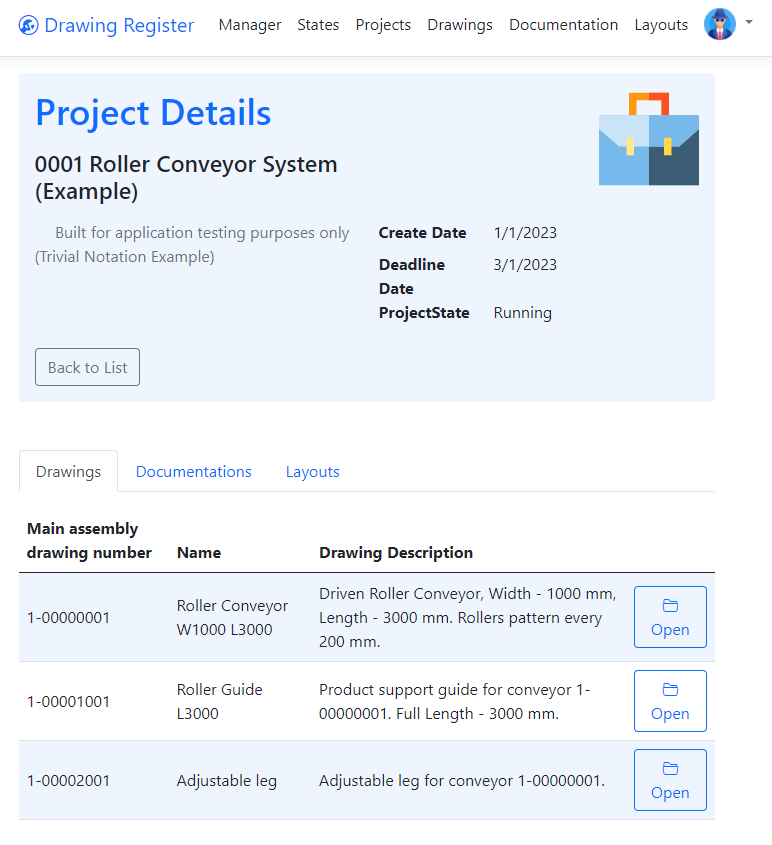 Drawing Register Manager States Projects Drawings Documentation Layouts
Project Details
0001 Roller Conveyor System
(Example)
Built for application testing purposes only
(Trivial Notation Example)
Create Date 1/1/2023
Deadline
Date 3/1/2023
ProjectState Running
Back to List
Drawings Documentations Layouts
Main assembly
drawing number Name Drawing Description
1-00000001
Roller Conveyor
W1000 L3000
Driven Roller Conveyor, Width - 1000 mm,
Length - 3000 mm. Rollers pattern every
200 mm.
Open
1-00001001
Roller Guide
L3000
Product support guide for conveyor 1-
00000001. Full Length - 3000 mm.
Open
1-00002001 Adjustable leg Adjustable leg for conveyor 1-00000001.
Open